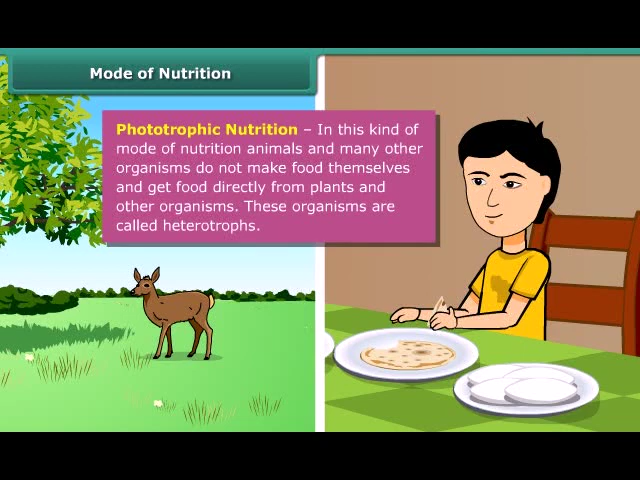 Mode of Nutrition
Phototrophic Nutrition – In this kind of
mode of nutrition animals and many other
organisms do not make food themselves
and get food directly from plants and
other organisms. These organisms are
called heterotrophs.